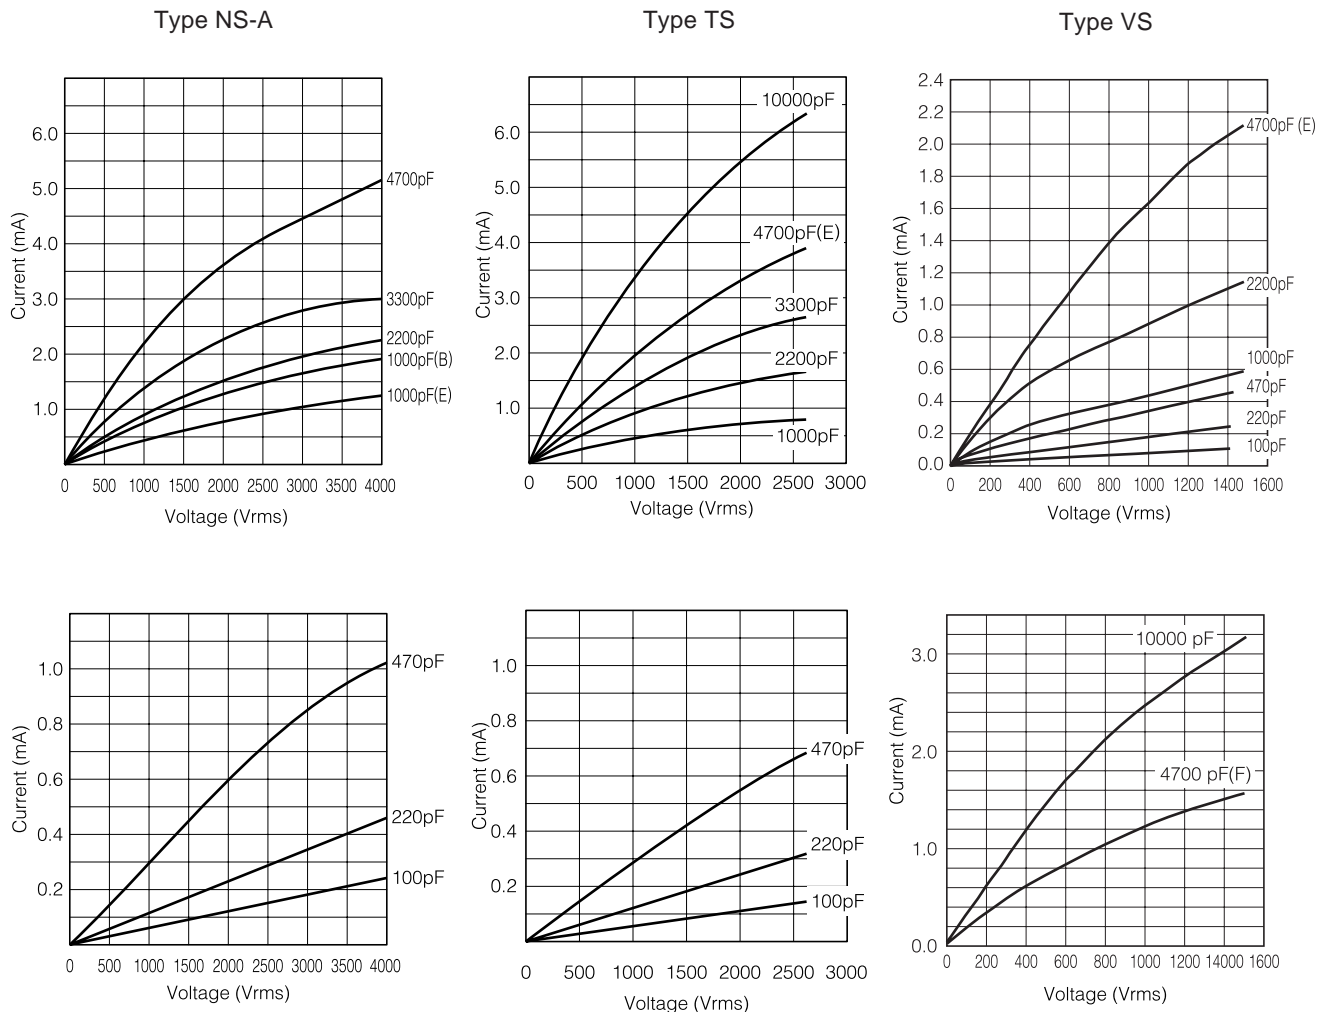 Type NS-A
Type TS
Type VS
6.0
5.0
4.0
3.0
2.0
1.0
Current (mA)
4700pF
3300pF
2200pF
1000pF(B)
1000pF(E)
0 500 1000 1500 2000 2500 3000 3500 4000
Voltage (Vrms)
6.0
5.0
4.0
3.0
2.0
1.0
Current (mA)
10000pF
4700pF(E)
3300pF
2200pF
1000pF
0 500 1000 1500 2000 2500 3000
Voltage (Vrms)
2.4
2.2
2.0
1.8
1.6
1.4
1.2
1.0
0.8
0.6
0.4
0.2
0.0
Current (mA)
4700pF (E)
2200pF
1000pF
470pF
220pF
100pF
0 200 400 600 800 1000 1200 1400 1600
Voltage (Vrms)
1.0
0.8
0.6
0.4
0.2
Current (mA)
470pF
220pF
100pF
0 500 1000 1500 2000 2500 3000 3500 4000
Voltage (Vrms)
1.0
0.8
0.6
0.4
0.2
Current (mA)
470pF
220pF
100pF
0 500 1000 1500 2000 2500 3000
Voltage (Vrms)
3.0
2.0
1.0
0.0
Current (mA)
10000 pF
4700 pF(F)
0 200 400 600 800 1000 1200 14000 1600
Voltage (Vrms)